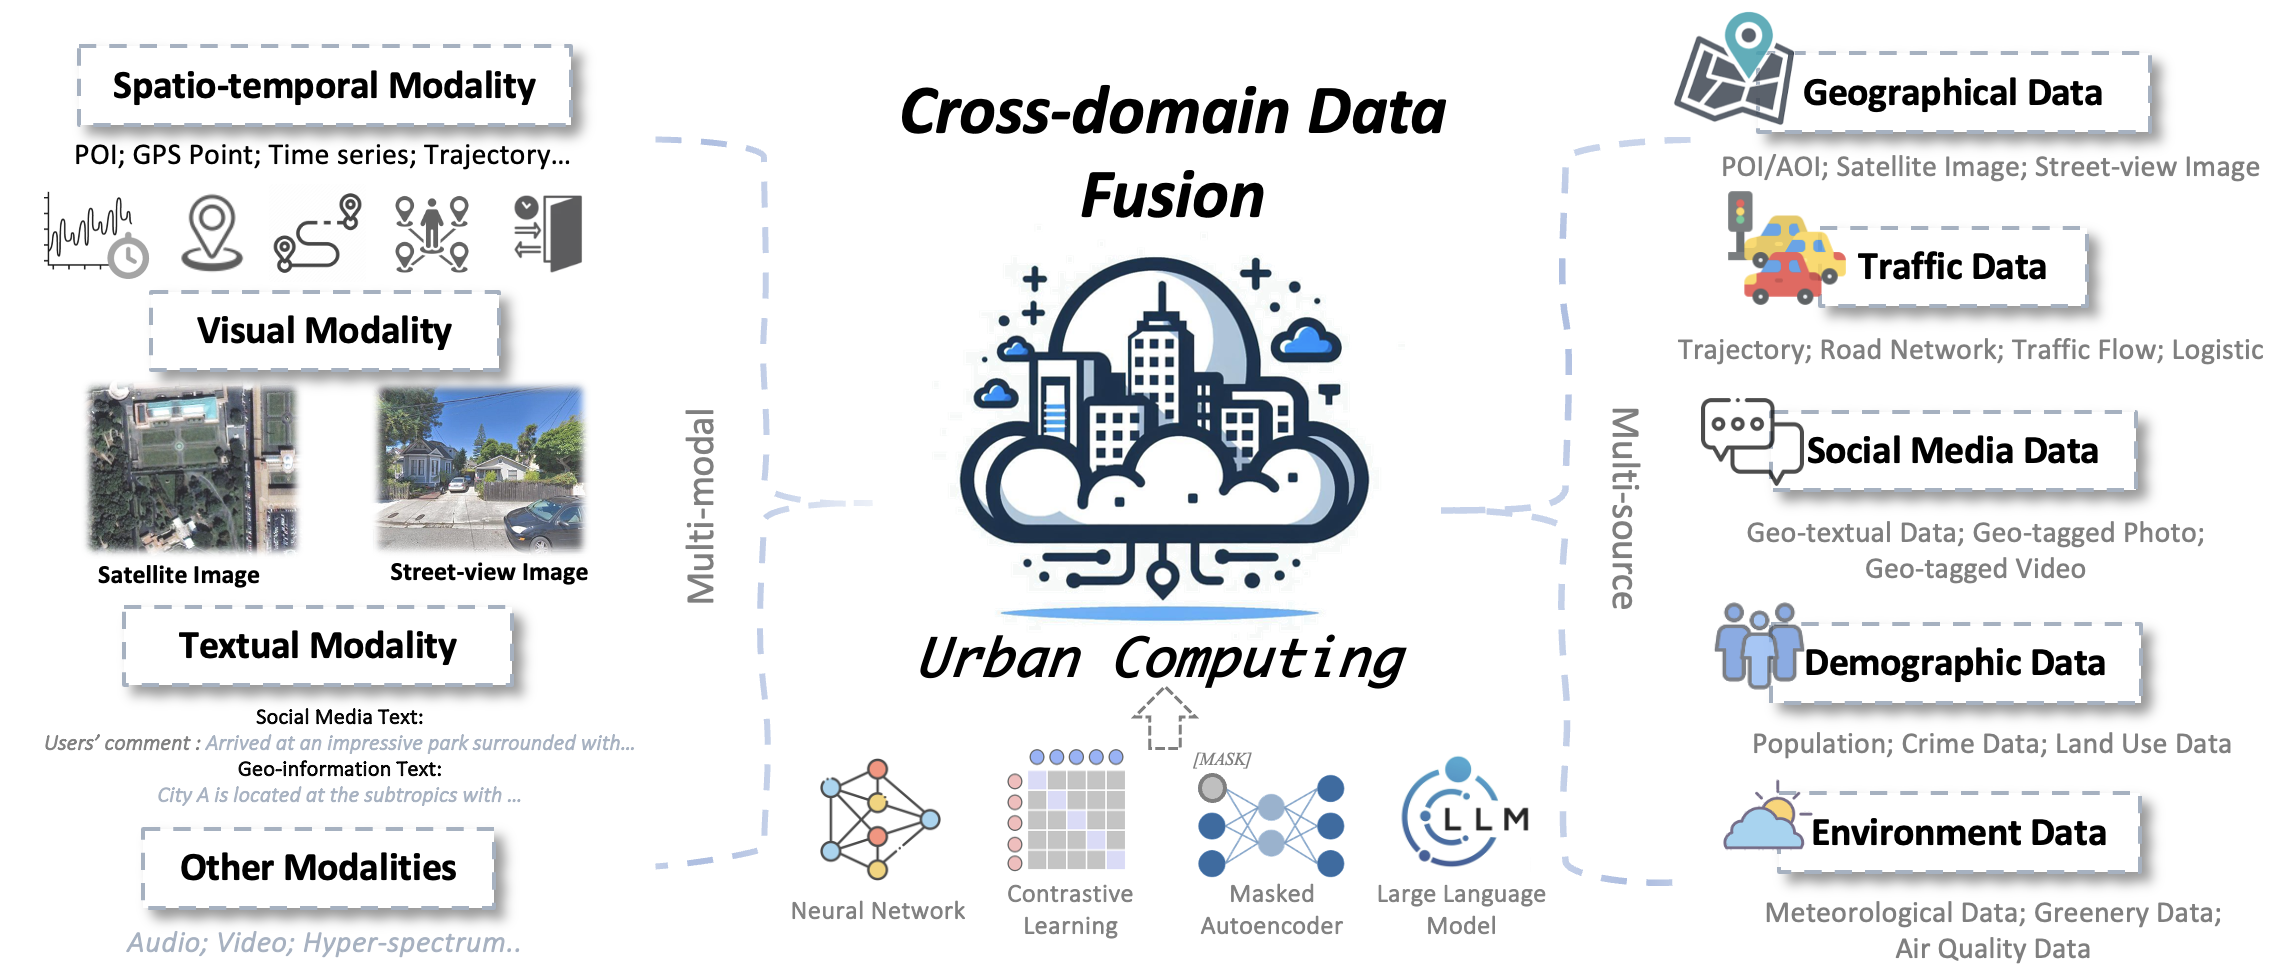 Spatio-temporal Modality
POI; GPS Point; Time series; Trajectory...
Visual Modality
Satellite Image
Street-view Image
Textual Modality
Social Media Text:
Users' comment : Arrived at an impressive park surrounded with...
Geo-information Text:
City A is located at the subtropics with ...
Other Modalities
Audio; Video; Hyper-spectrum..
Multi-modal
Cross-domain Data
Fusion
Urban Computing
[MASK]
LLM
Neural Network
Contrastive
Learning
Masked
Autoencoder
Large Language
Model
Multi-source
Geographical Data
POI/AOI; Satellite Image; Street-view Image
Traffic Data
Trajectory; Road Network; Traffic Flow; Logistic
Social Media Data
Geo-textual Data; Geo-tagged Photo;
Geo-tagged Video
Demographic Data
Population; Crime Data; Land Use Data
Environment Data
Meteorological Data; Greenery Data;
Air Quality Data